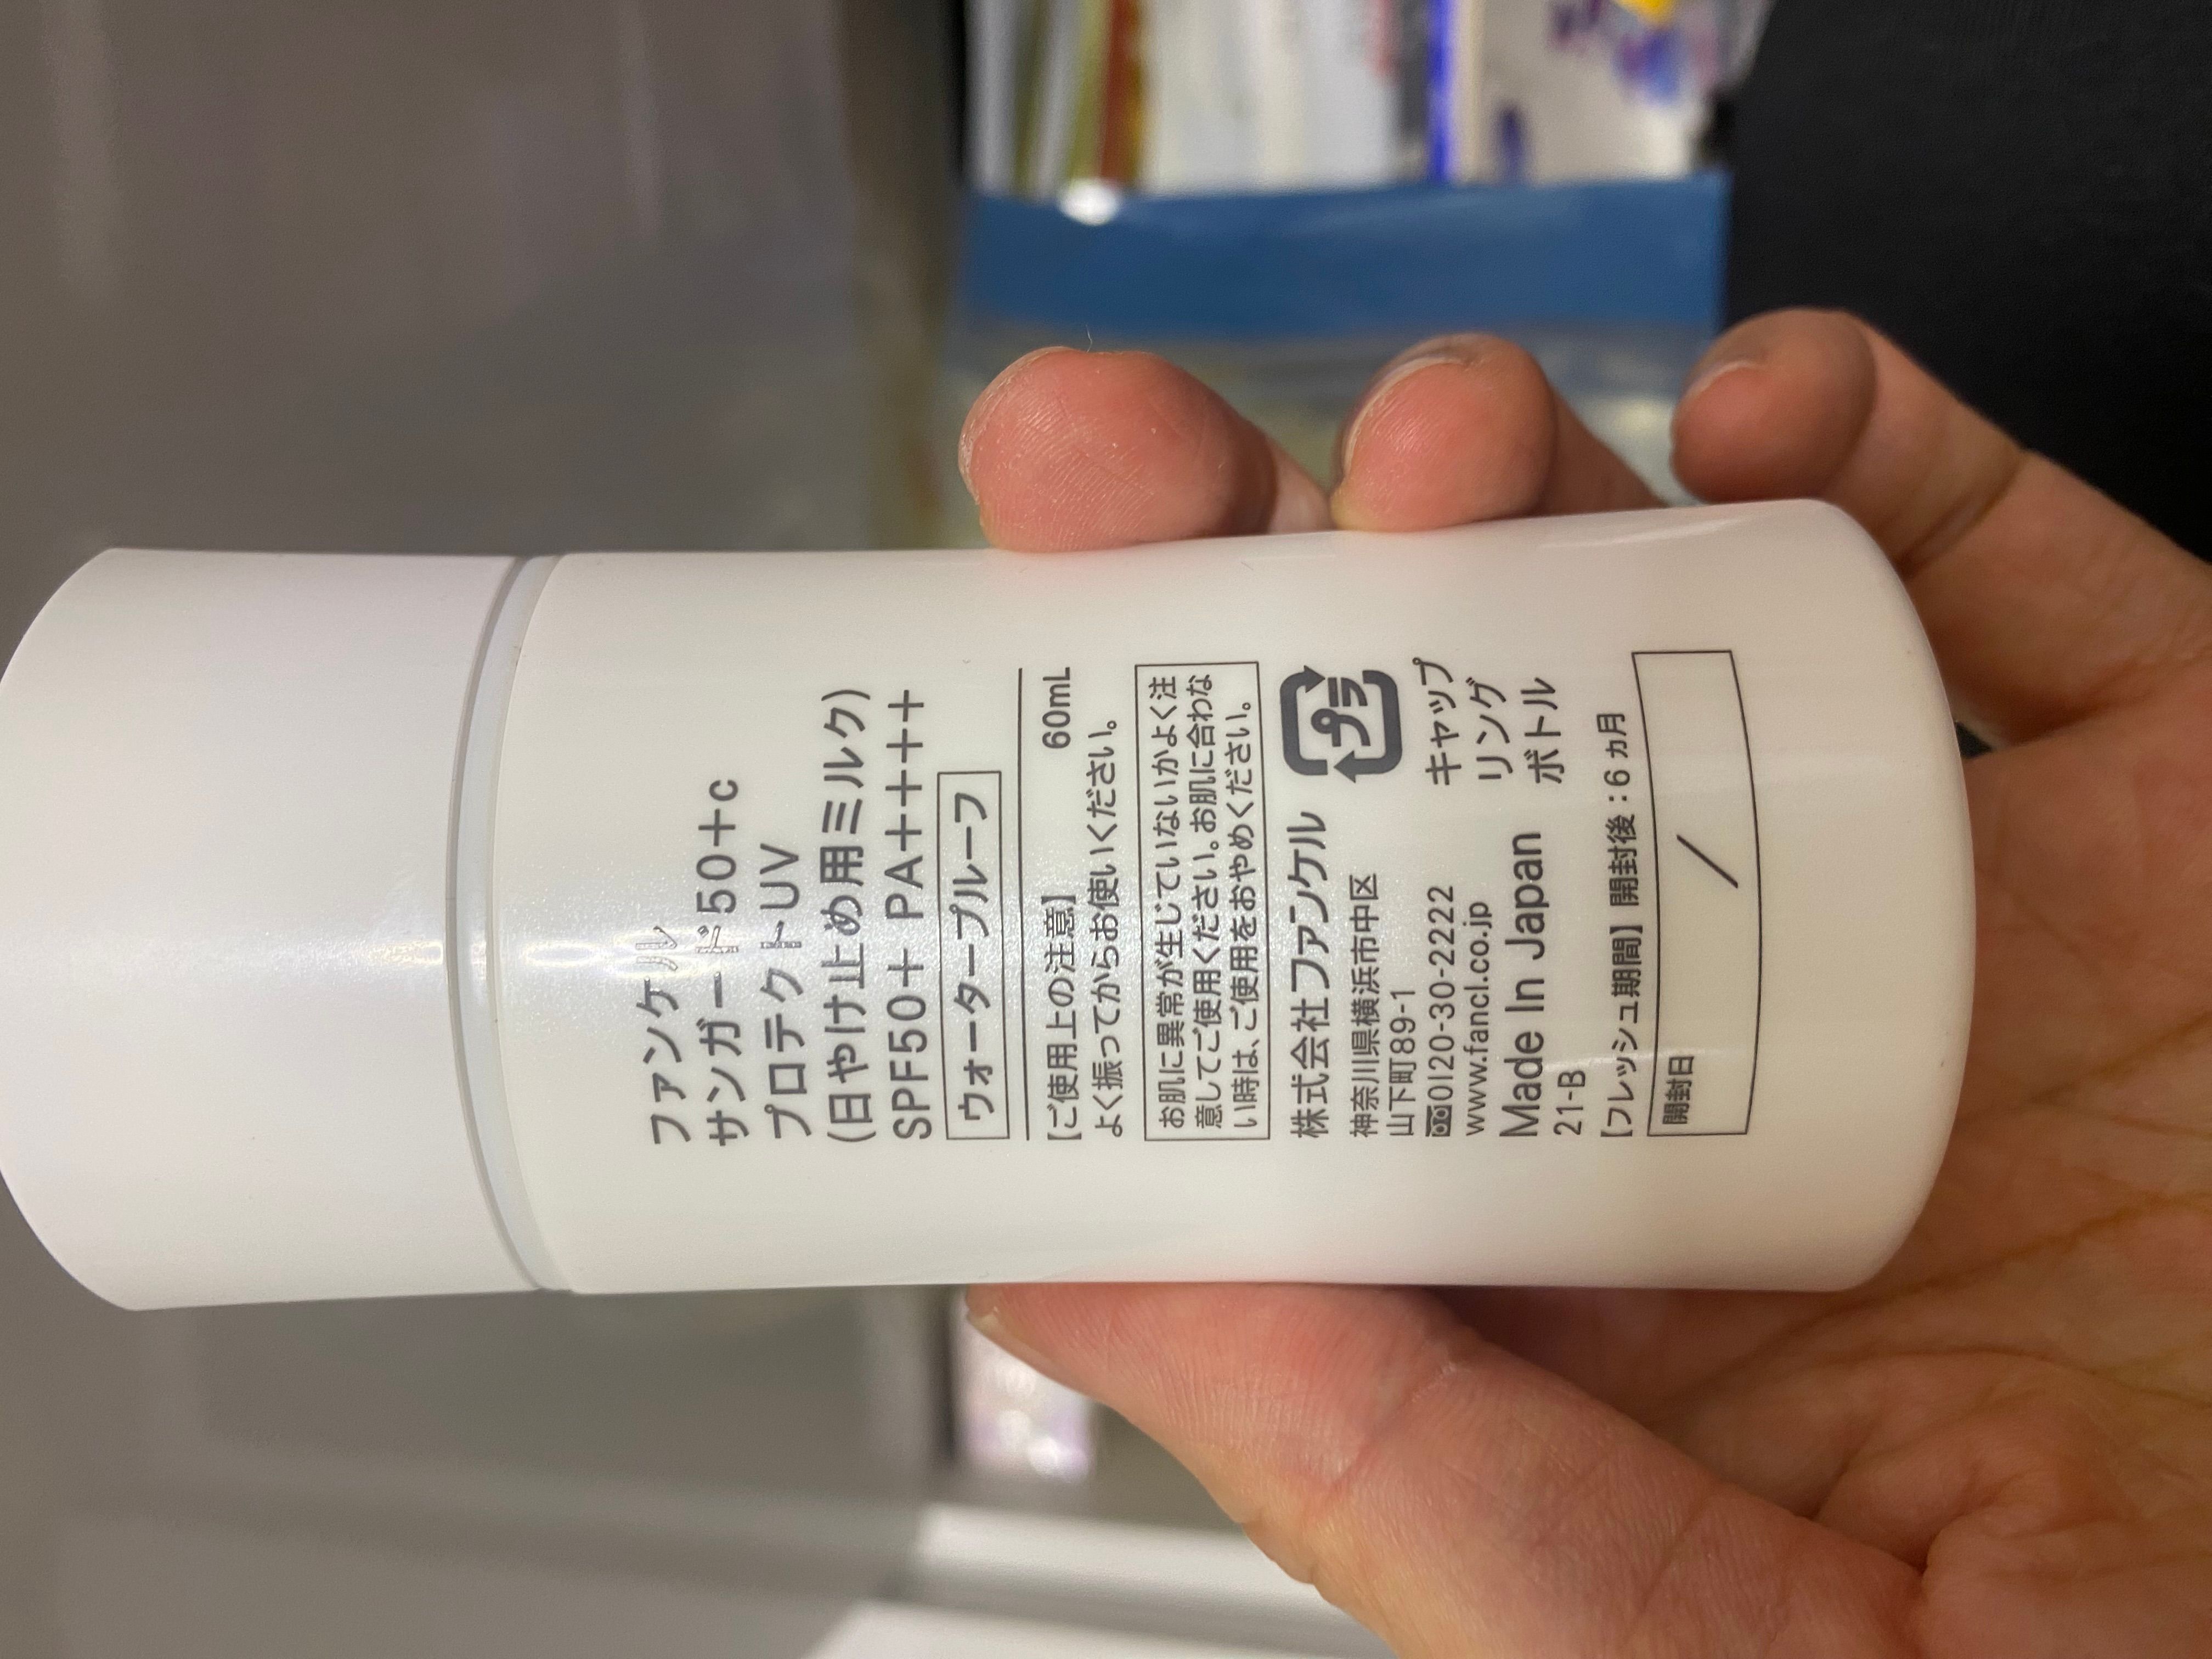 ファンケル
サンガード50+c
プロテクトUV
(日やけ止め用ミルク)
SPF50+ PA++++
ウォータープルーフ
60mL
【ご使用上の注意】
よく振ってからお使いください。
お肌に異常が生じていないかよく注
意してご使用ください。お肌に合わな
い時は、ご使用をおやめください。
株式会社ファンケル
神奈川県横浜市中区
山下町89-1
0120-30-2222
www.fancl.co.jp
Made In Japan
21-B
プラ
キャップ
リング
ボトル
【フレッシュ期間】開封後:6ヵ月
開封日
/